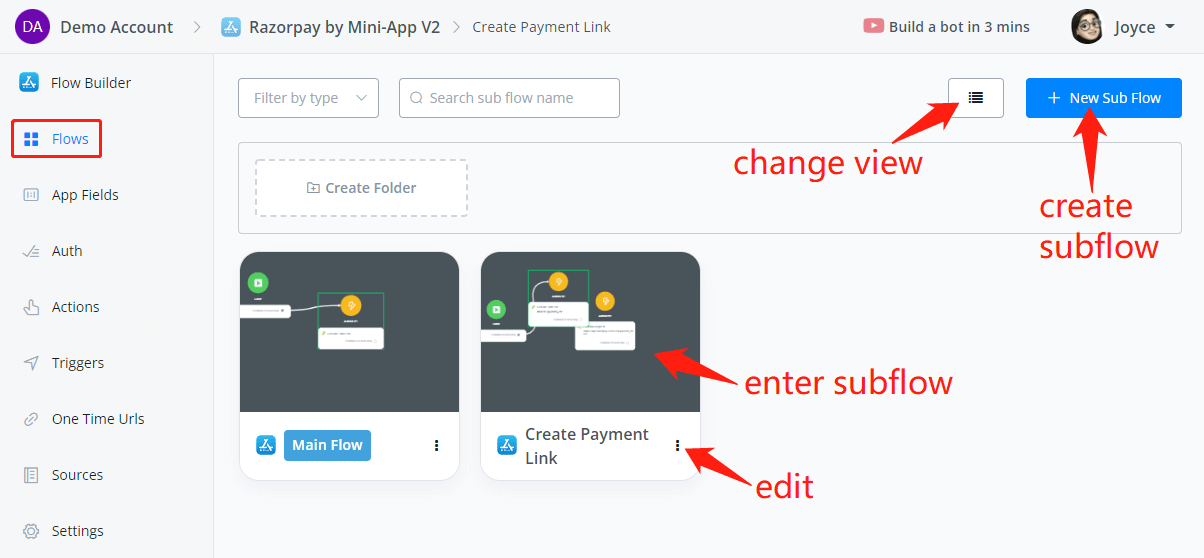 DA Demo Account > Razorpay by Mini-App V2 > Create Payment Link
Build a bot in 3 mins
Joyce
Flow Builder
Flows
App Fields
Auth
Actions
Triggers
One Time Urls
Sources
Settings
Filter by type
Search sub flow name
+ New Sub Flow
change view
create
subflow
Create Folder
Main Flow
enter subflow
Create Payment
Link
edit